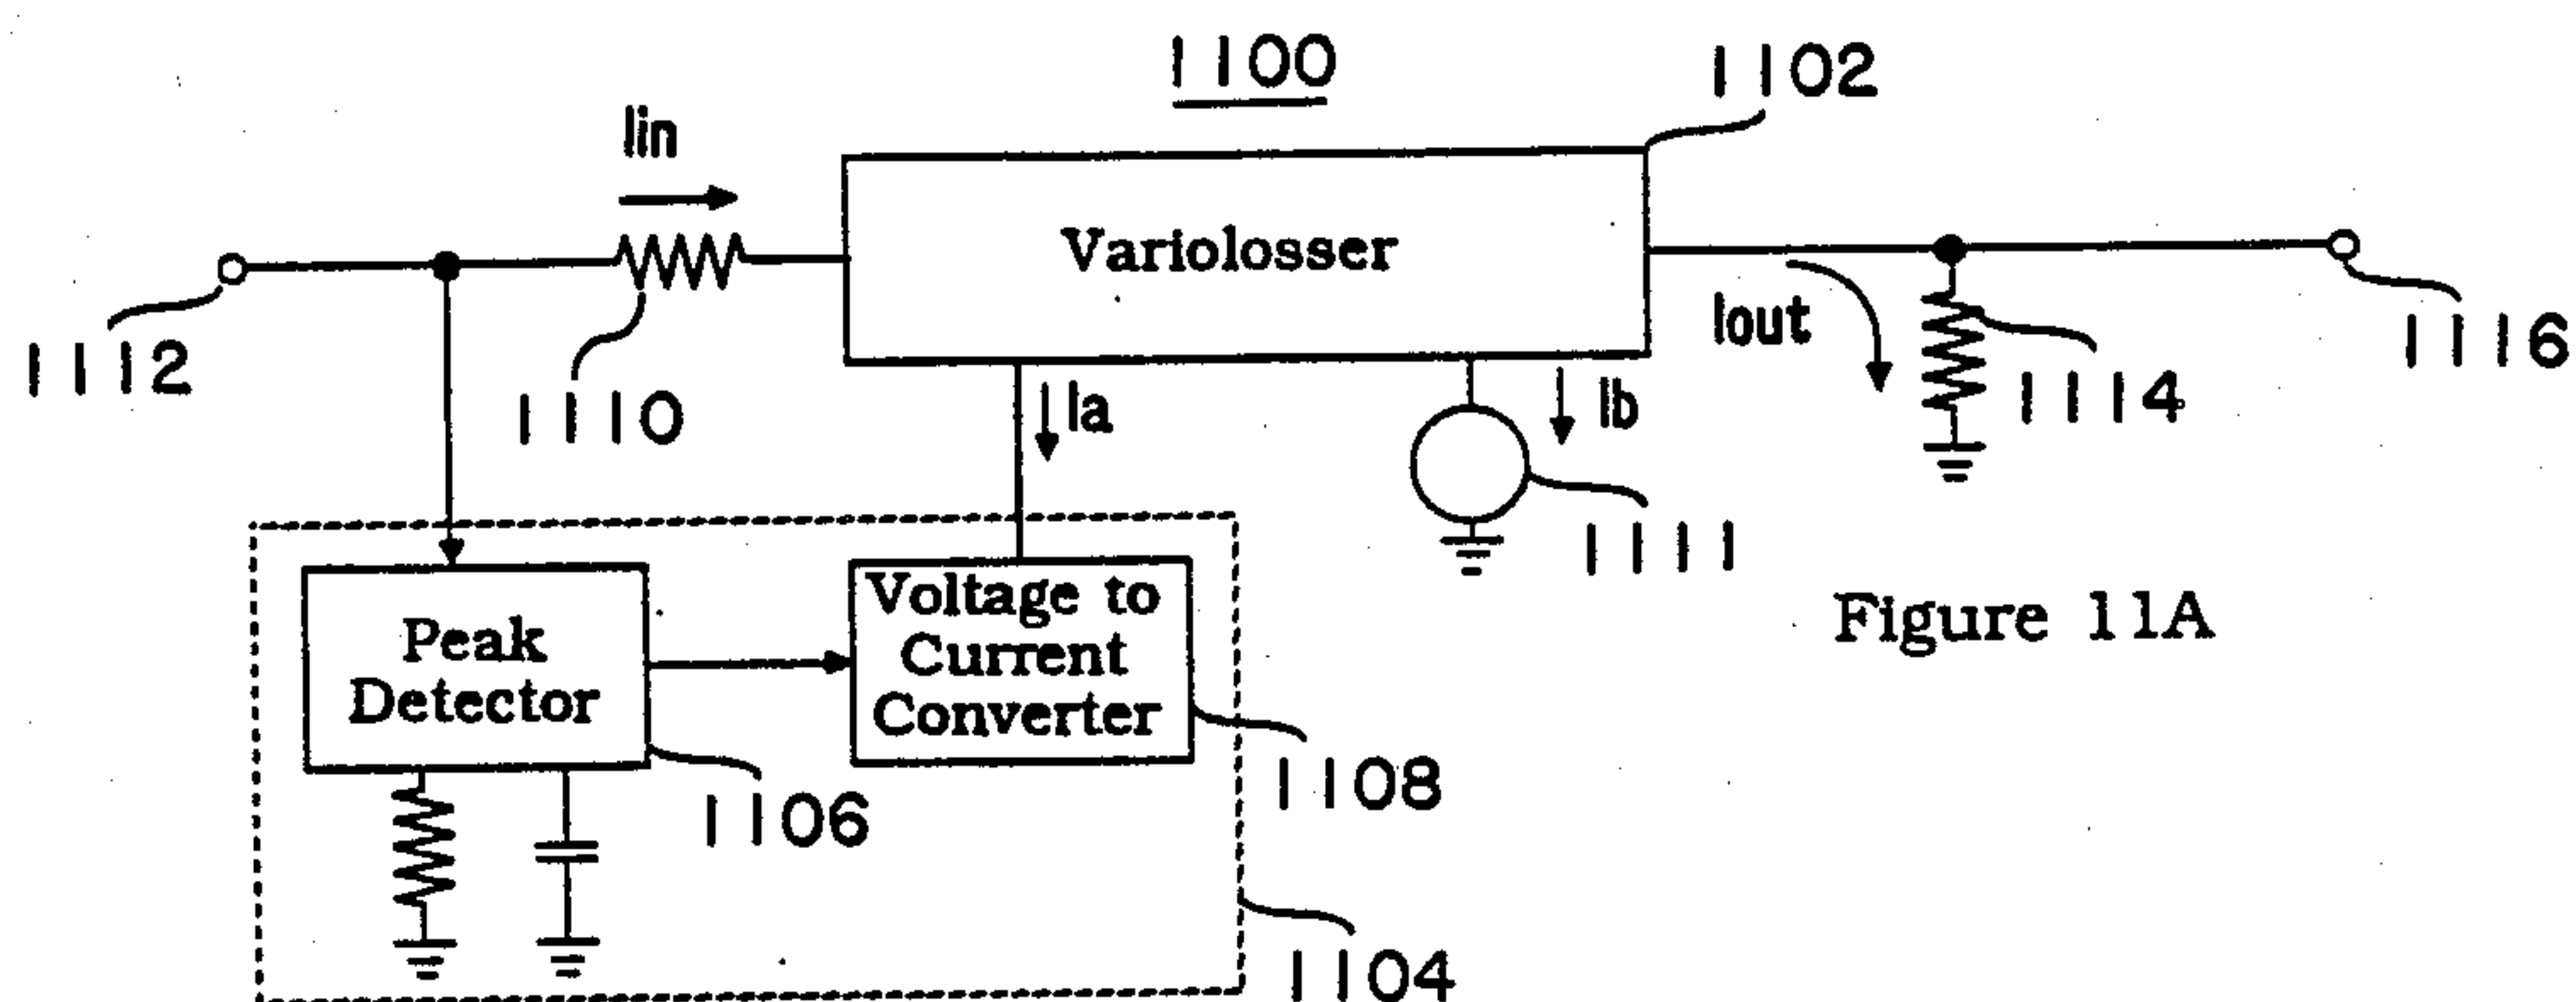 1100
1102
Iin
Variolosser
Iout
1112
1110
Ia
Ib
1114
1116
1111
Peak
Detector
Voltage to
Current
Converter
Figure 11A
1106
1108
1104